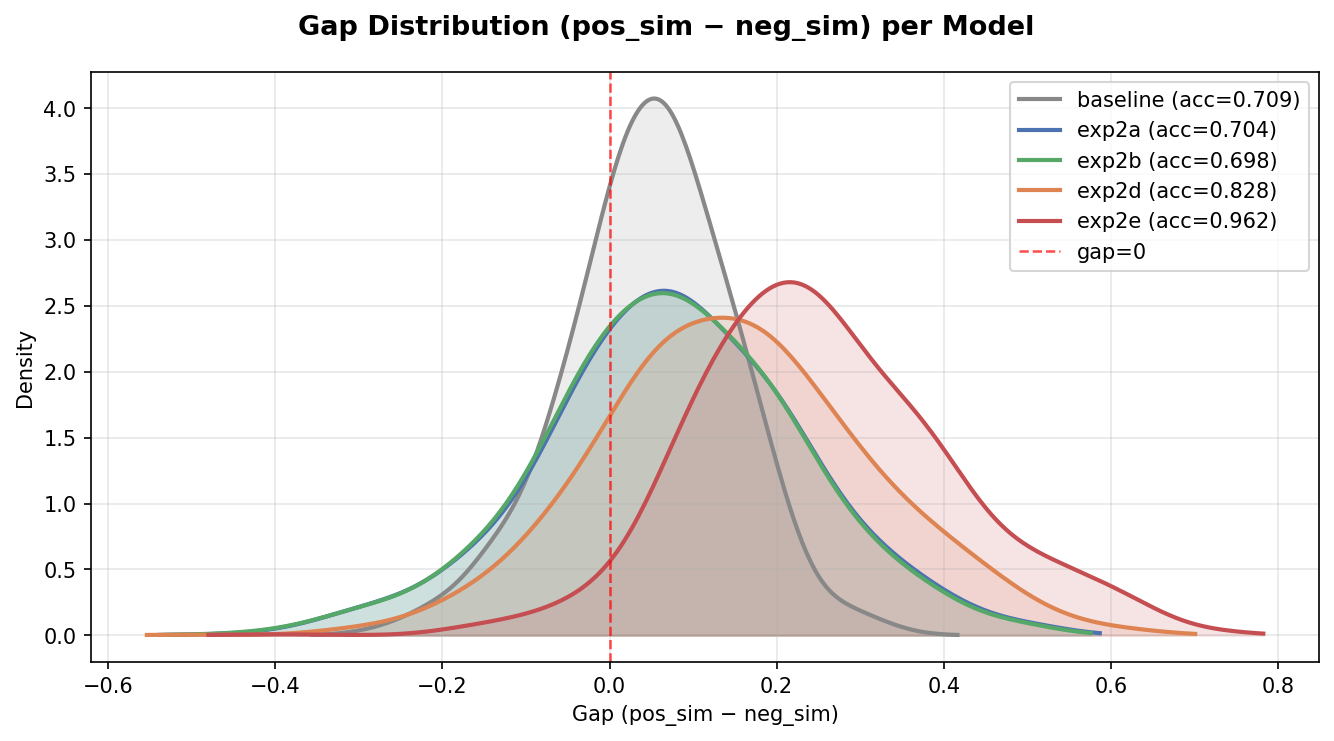 Gap Distribution (pos_sim − neg_sim) per Model
baseline (acc=0.709)
exp2a (acc=0.704)
exp2b (acc=0.698)
exp2d (acc=0.828)
exp2e (acc=0.962)
gap=0
Density
4.0
3.5
3.0
2.5
2.0
1.5
1.0
0.5
0.0
−0.6 −0.4 −0.2 0.0 0.2 0.4 0.6 0.8
Gap (pos_sim − neg_sim)